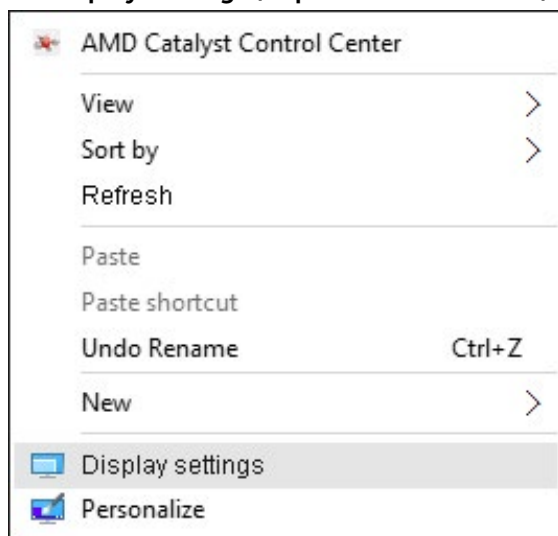 AMD Catalyst Control Center
View
Sort by
Refresh
Paste
Paste shortcut
Undo Rename Ctrl+Z
New
Display settings
Personalize